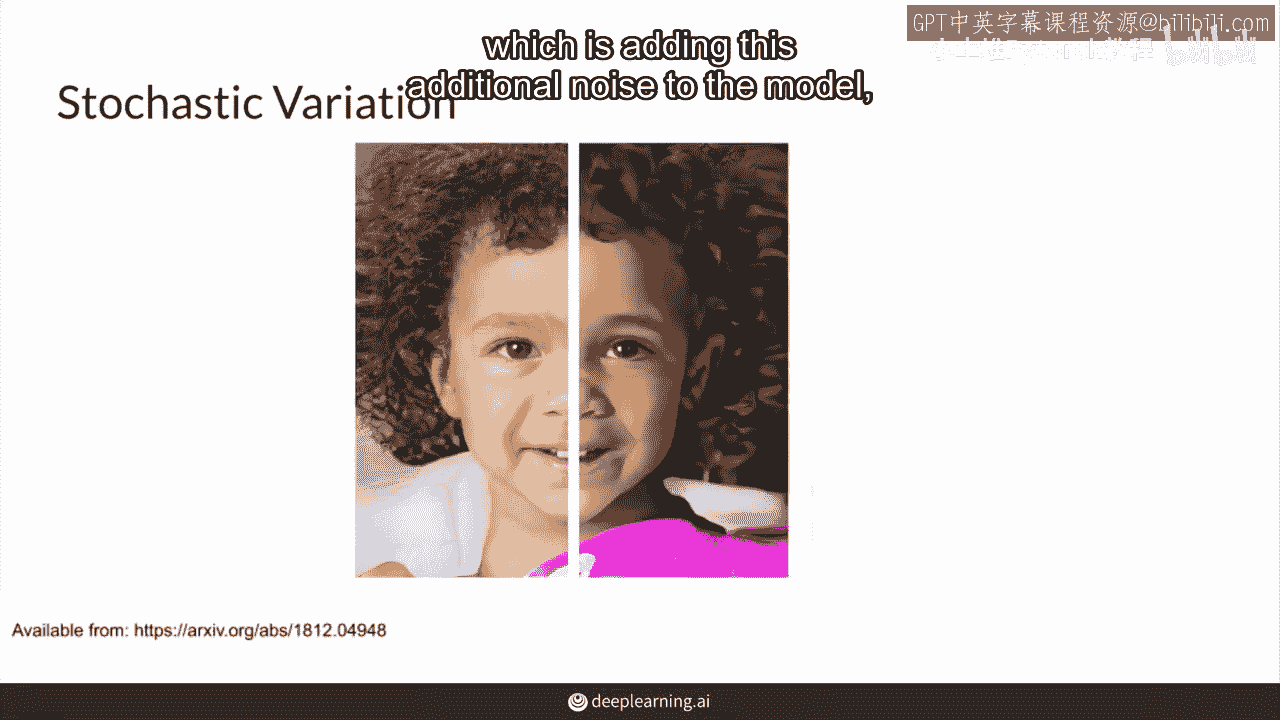 GPT中英字幕课程资源@bilibili.com
which is adding this
additional noise to the model,
Stochastic Variation
Available from: https://arxiv.org/abs/1812.04948
deeplearning.ai